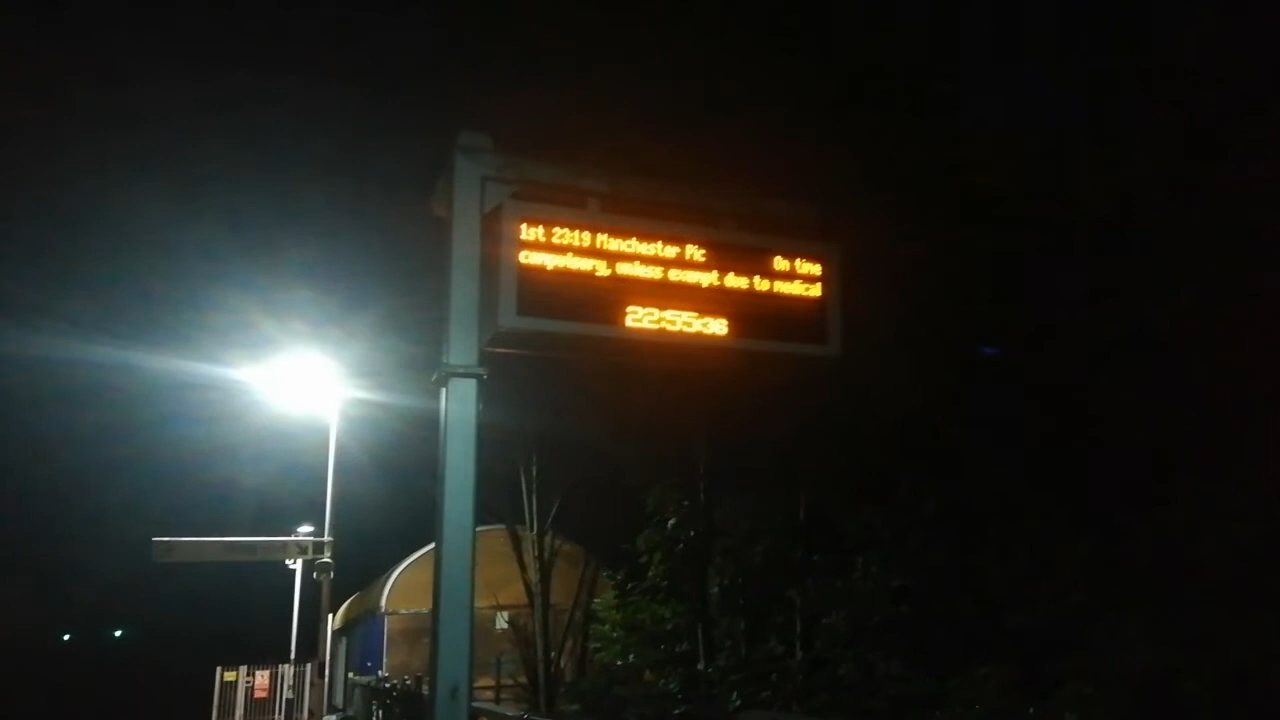 1st 23:19 Manchester Pic On time
compulsory, unless exempt due to medical
22:55:36